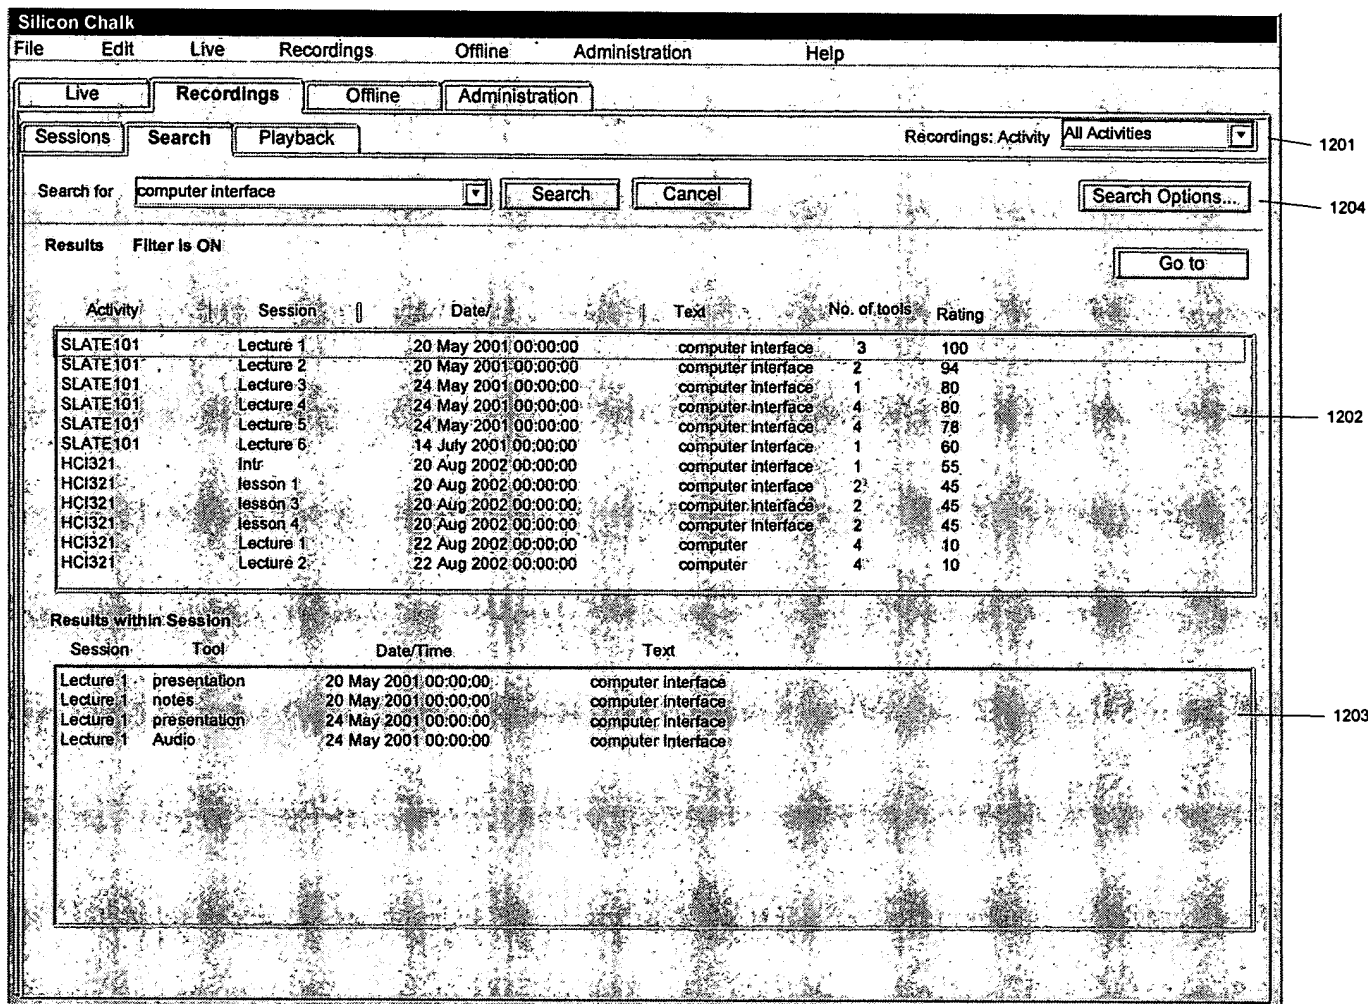 Silicon Chalk
File Edit Live Recordings Offline Administration Help
Live Recordings Offline Administration
Sessions Search Playback Recordings: Activity All Activities
1201
Search for computer interface Search Cancel Search Options...
1204
Results Filter is ON
Go to
Activity Session Date/ Text No. of tools Rating
SLATE101 Lecture 1 20 May 2001 00:00:00 computer interface 3 100
SLATE101 Lecture 2 20 May 2001 00:00:00 computer interface 2 94
SLATE101 Lecture 3 24 May 2001 00:00:00 computer interface 1 80
SLATE101 Lecture 4 24 May 2001 00:00:00 computer interface 4 80
1202
SLATE101 Lecture 5 24 May 2001 00:00:00 computer interface 4 78
SLATE101 Lecture 6 14 July 2001 00:00:00 computer interface 1 60
HCI321 Intr 20 Aug 2002 00:00:00 computer interface 1 55
HCI321 lesson 1 20 Aug 2002 00:00:00 computer interface 2 45
HCI321 lesson 3 20 Aug 2002 00:00:00 computer interface 2 45
HCI321 lesson 4 20 Aug 2002 00:00:00 computer interface 2 45
HCI321 Lecture 1 22 Aug 2002 00:00:00 computer 4 10
HCI321 Lecture 2 22 Aug 2002 00:00:00 computer 4 10
Results within Session
Session Tool Date/Time Text
Lecture 1 presentation 20 May 2001 00:00:00 computer interface
Lecture 1 notes 20 May 2001 00:00:00 computer interface
Lecture 1 presentation 24 May 2001 00:00:00 computer interface
1203
Lecture 1 Audio 24 May 2001 00:00:00 computer interface